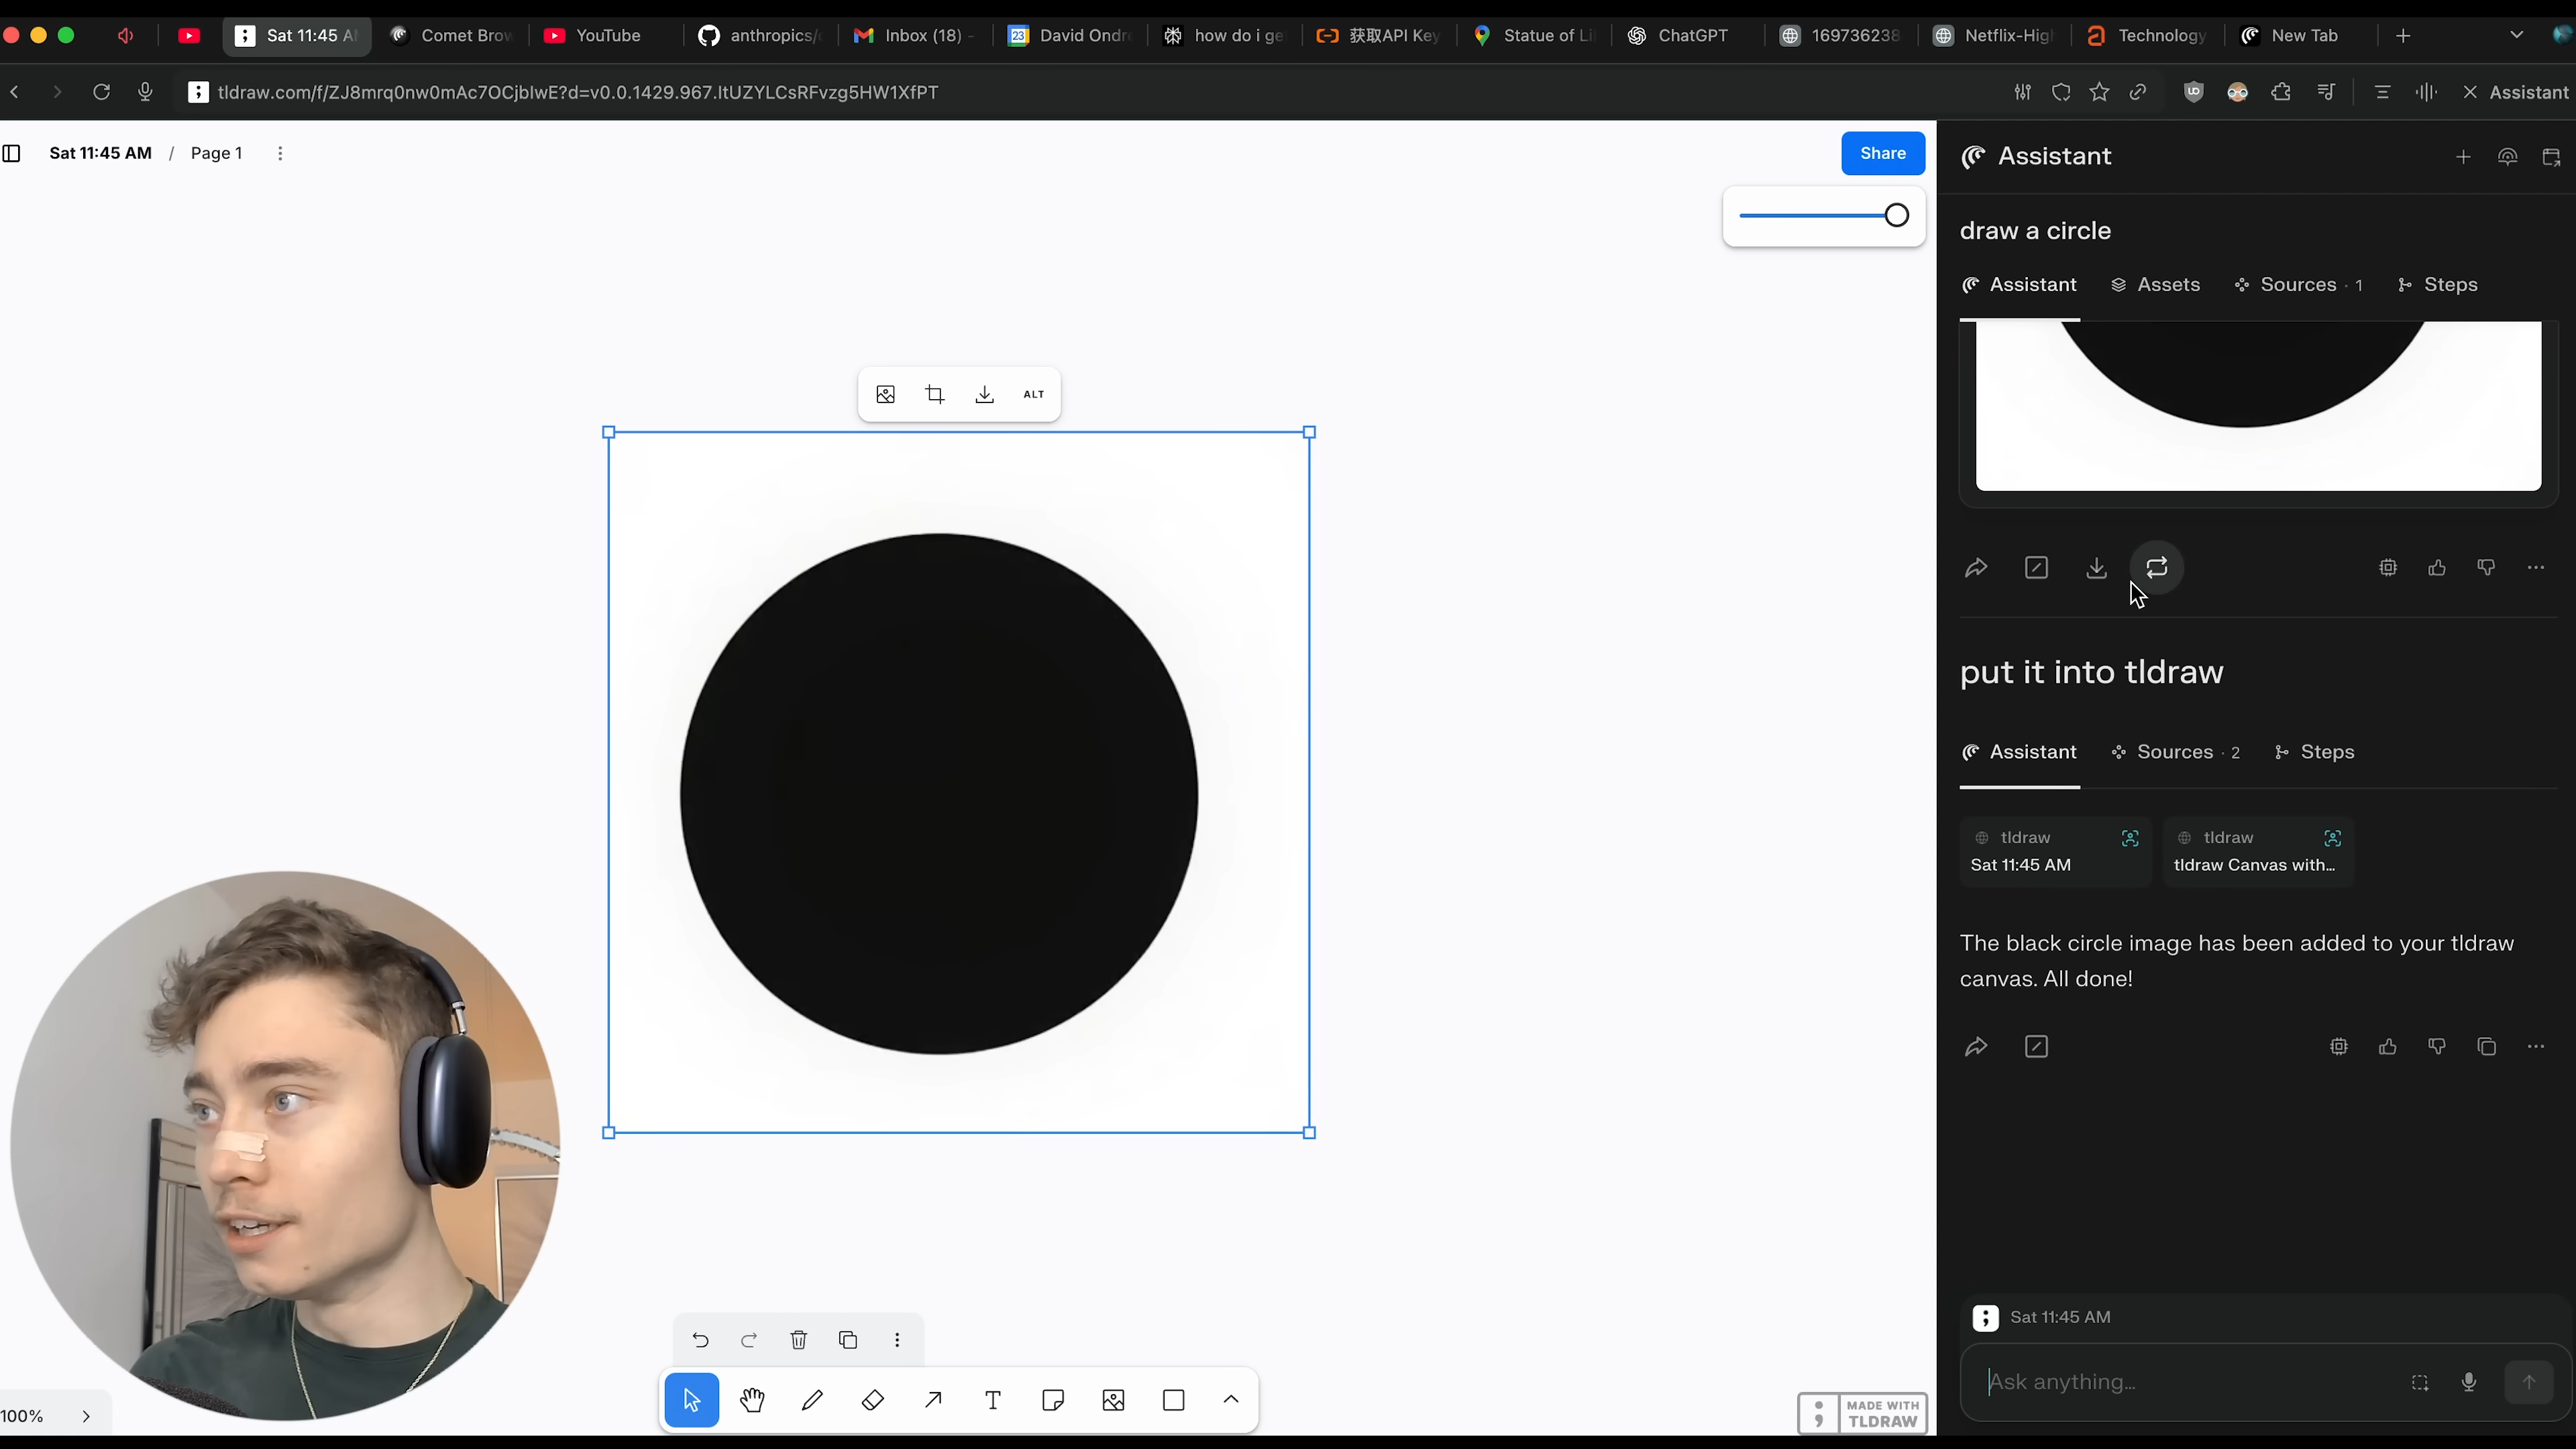 Sat 11:45 A
Comet Brow
YouTube
anthropics/c
Inbox (18) -
David Ondre
how do i ge
获取API Key
Statue of Li
ChatGPT
169736238
Netflix-High
Technology
New Tab
tldraw.com/f/ZJ8mrq0nw0mAc7OCjblwE?d=v0.0.1429.967.ltUZYLCsRFvzg5HW1XfPT
Assistant
Sat 11:45 AM / Page 1
Share
Assistant
draw a circle
Assistant Assets Sources · 1 Steps
ALT
put it into tldraw
Assistant Sources · 2 Steps
tldraw
Sat 11:45 AM
tldraw
tldraw Canvas with...
The black circle image has been added to your tldraw
canvas. All done!
Sat 11:45 AM
Ask anything...
100%
MADE WITH
TLDRAW